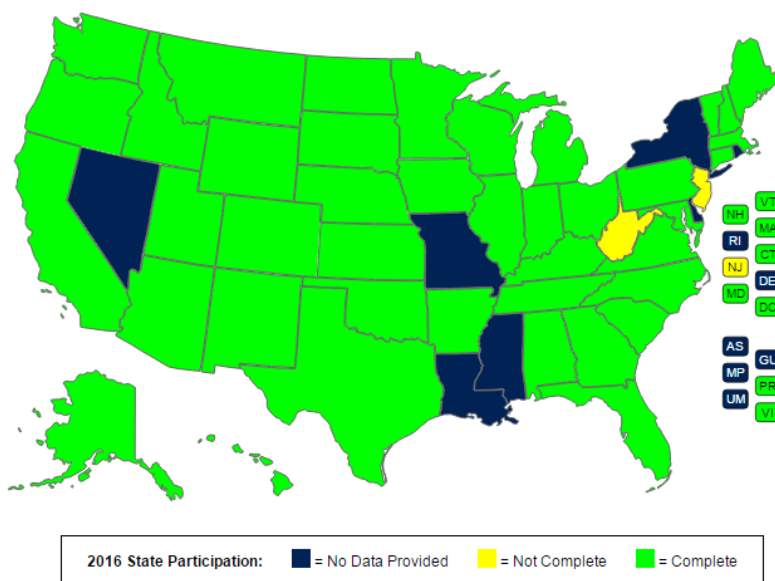 VT
NH
MA
RI
CT
NJ
DE
MD
DC
AS
GU
MP
PR
UM
VI
2016 State Participation: = No Data Provided = Not Complete = Complete